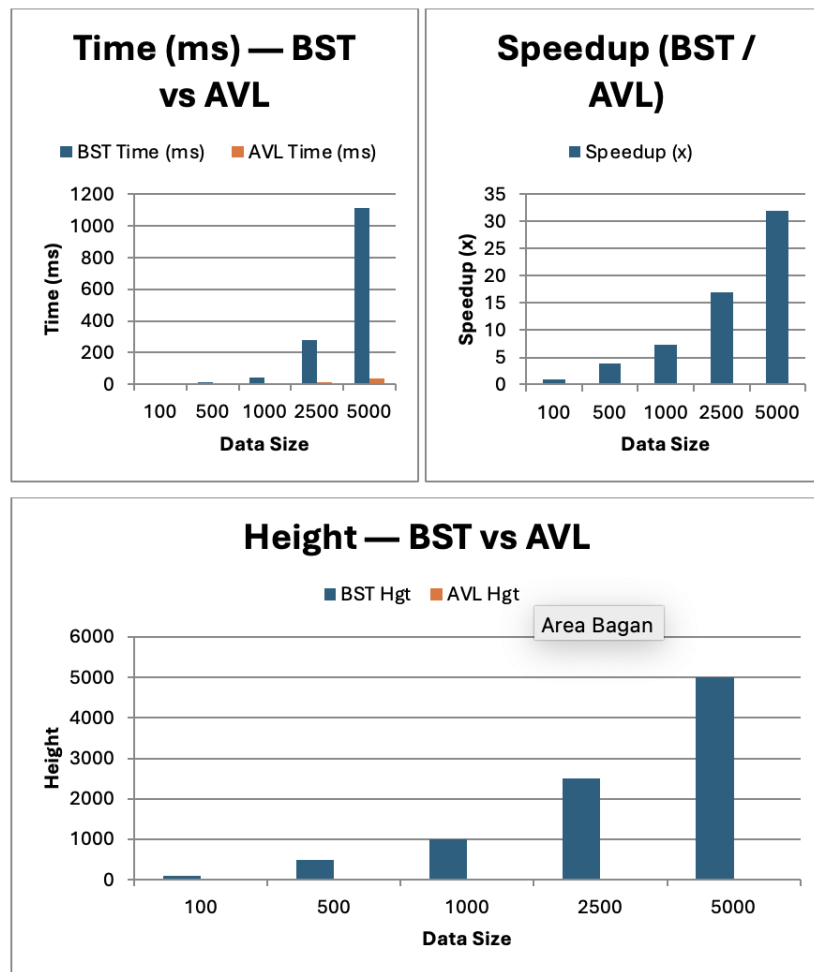 Time (ms) — BST
vs AVL
BST Time (ms) AVL Time (ms)
1200
1000
800
600
400
200
0
Time (ms)
100 500 1000 2500 5000
Data Size
Speedup (BST /
AVL)
Speedup (x)
35
30
25
20
15
10
5
0
Speedup (x)
100 500 1000 2500 5000
Data Size
Height — BST vs AVL
BST Hgt AVL Hgt
Area Bagan
6000
5000
4000
3000
2000
1000
0
Height
100 500 1000 2500 5000
Data Size